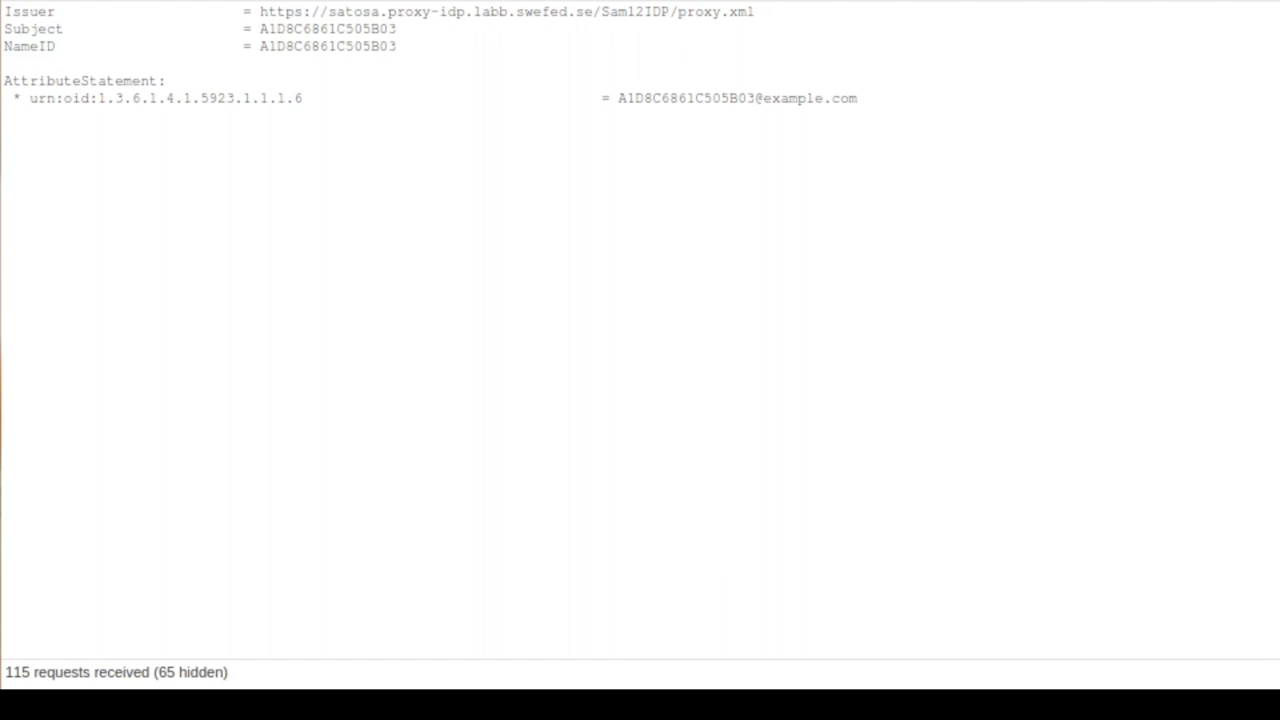 Issuer = https://satosa.proxy-idp.labb.swefed.se/Saml2IDP/proxy.xml
Subject = A1D8C6861C505B03
NameID = A1D8C6861C505B03
AttributeStatement:
* urn:oid:1.3.6.1.4.1.5923.1.1.1.6 = A1D8C6861C505B03@example.com
115 requests received (65 hidden)